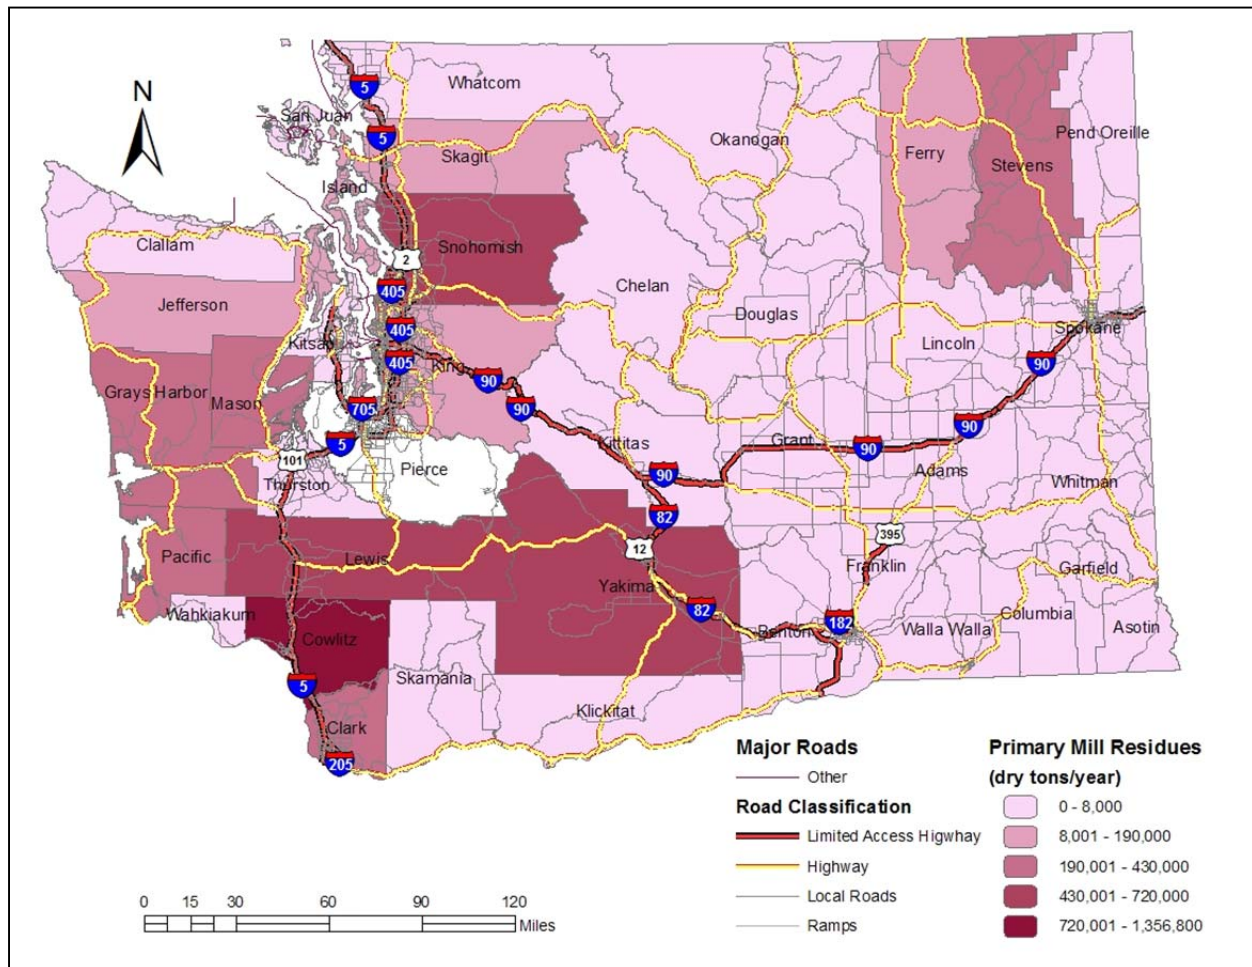 N
Whatcom
5
San Juan
5
Skagit
Okanogan
Pend Oreille
Ferry
Stevens
Island
Clallam
Snohomish
2
Chelan
405
Jefferson
Douglas
Kitsap
405
Spokane
Lincoln
King
405
90
90
Grays Harbor
Mason
705
90
90
5
Kittitas
Grant
90
101
Pierce
90
Adams
Thurston
Whitman
82
395
12
Pacific
Lewis
Franklin
Garfield
Yakima
Wahkiakum
82
182
Columbia
Benton
Walla Walla
Asotin
Cowlitz
Skamania
5
Klickitat
Clark
205
Major Roads
Other
Road Classification
Limited Access Higwhay
Highway
Local Roads
Ramps
Primary Mill Residues
(dry tons/year)
0 - 8,000
8,001 - 190,000
190,001 - 430,000
430,001 - 720,000
720,001 - 1,356,800
0 15 30 60 90 120
Miles